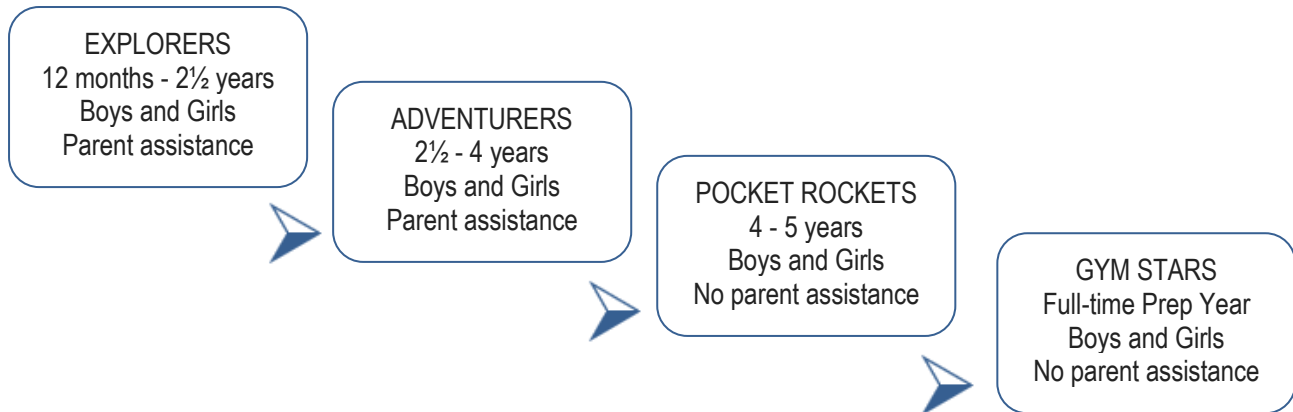 EXPLORERS
12 months - 2½ years
Boys and Girls
Parent assistance
ADVENTURERS
2½ - 4 years
Boys and Girls
Parent assistance
POCKET ROCKETS
4 - 5 years
Boys and Girls
No parent assistance
GYM STARS
Full-time Prep Year
Boys and Girls
No parent assistance